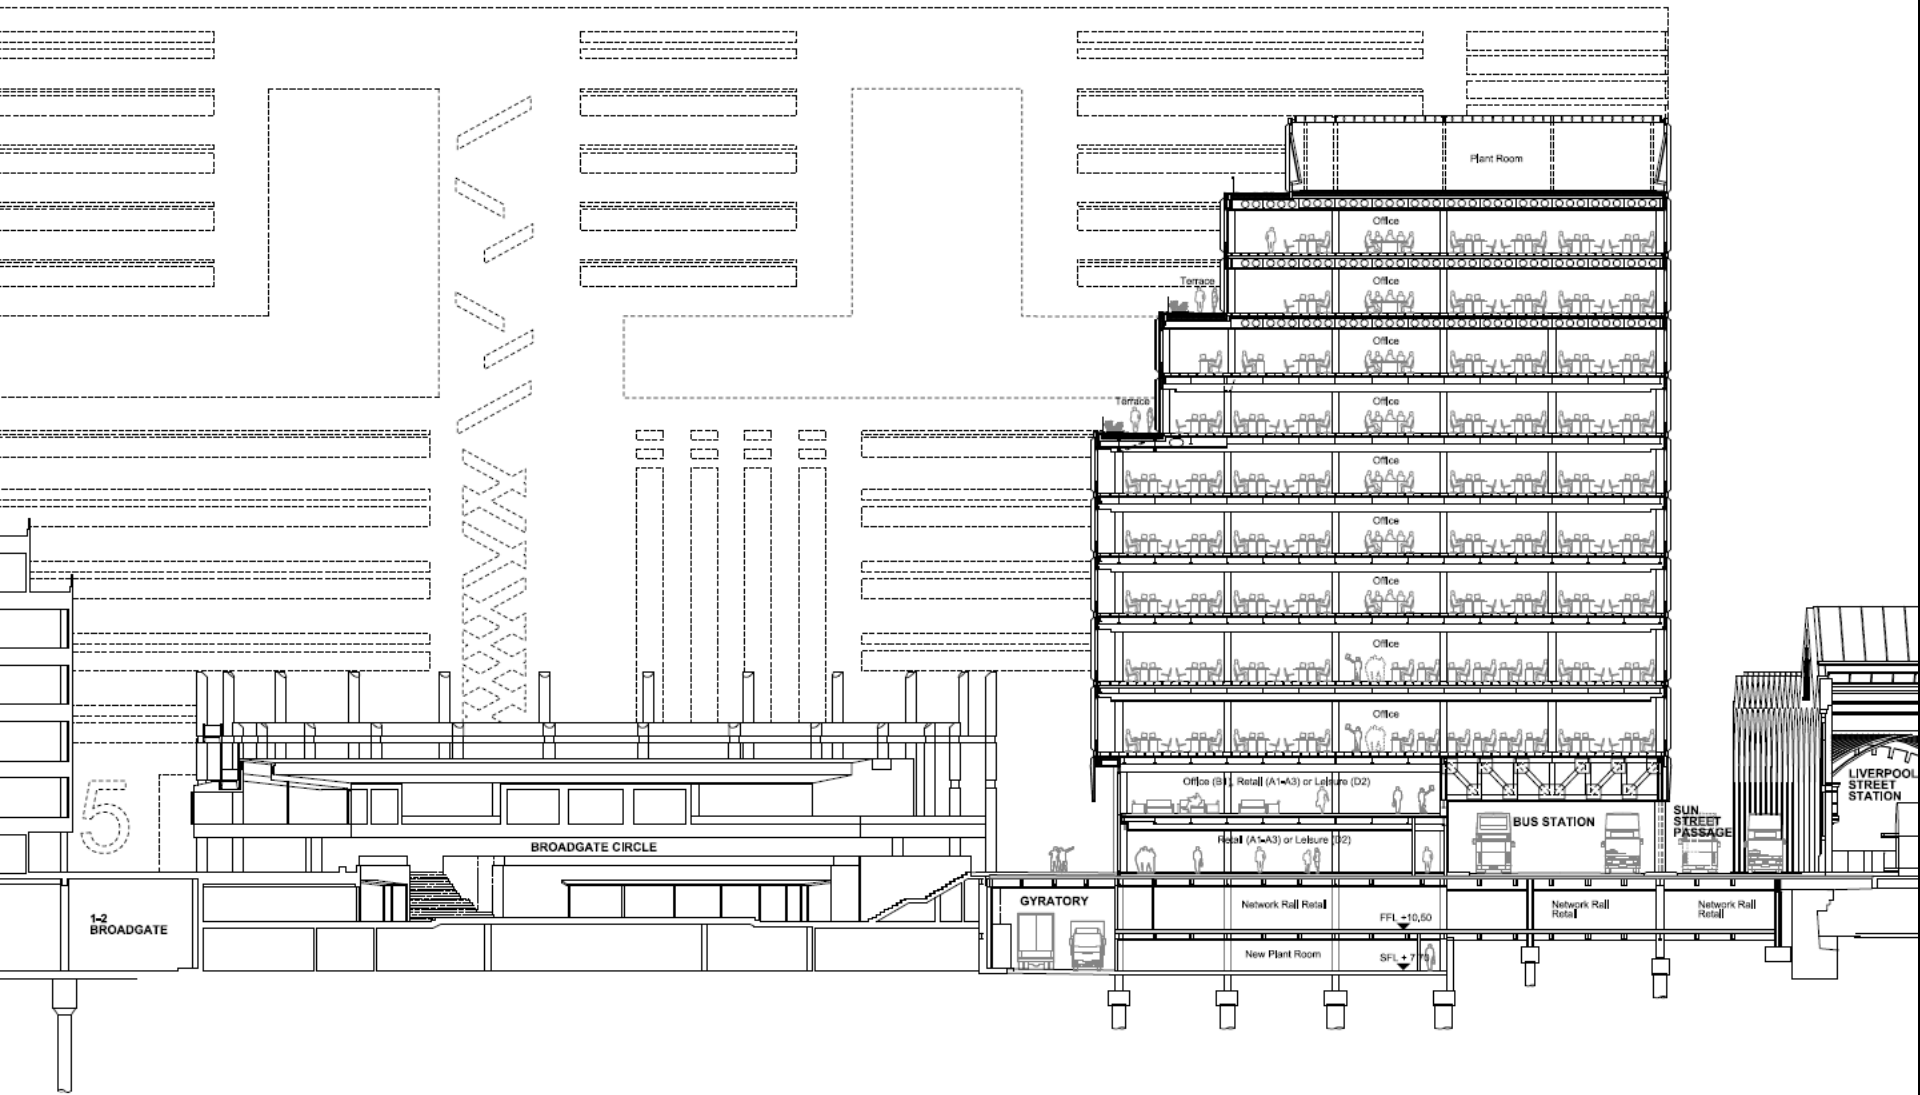 Plant Room
Office
Terrace
Office
Office
Terrace
Office
Office
Office
Office
Office
Office
Office (B1), Retail (A1-A3) or Leisure (D2)
Retail (A1-A3) or Leisure (D2)
BUS STATION
SUN
STREET
PASSAGE
LIVERPOOL
STREET
STATION
5
BROADGATE CIRCLE
1-2
BROADGATE
GYRATORY
Network Rail Retail
FFL +10,50
Network Rail
Retail
Network Rail
Retail
New Plant Room
SFL + 7,70